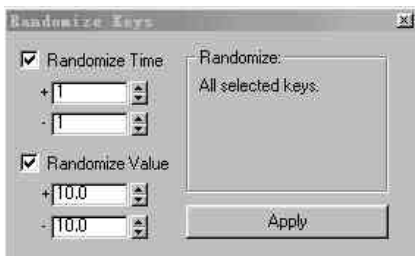 Randomize Keys
Randomize Time
+ 1
- 1
Randomize Value
+ 10.0
- 10.0
Randomize:
All selected keys.
Apply